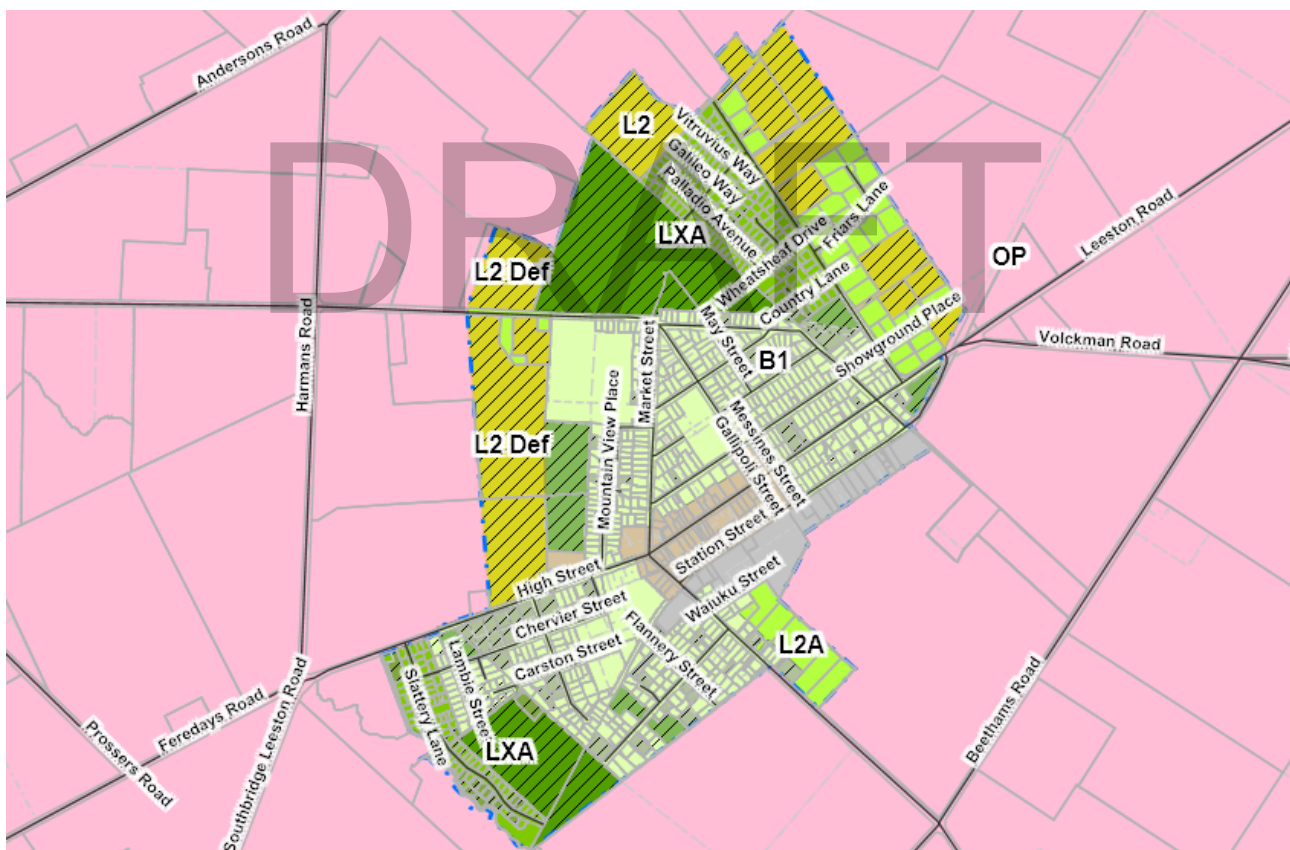 Andersons Road
L2
Vitruvius Way
Galileo Way
Palladio Avenue
DRAFT
LXA
Wheatsheaf Drive
Friars Lane
OP
Leeston Road
L2 Def
Country Lane
May Street
Showground Place
Volckman Road
Harmans Road
Market Street
B1
Mountain View Place
L2 Def
Messines Street
Gallipoli Street
Station Street
High Street
Waiuku Street
Chervier Street
Flannery Street
L2A
Carston Street
Lambie Street
Slattery Lane
LXA
Feredays Road
Prossers Road
Southbridge Leeston Road
Beethams Road